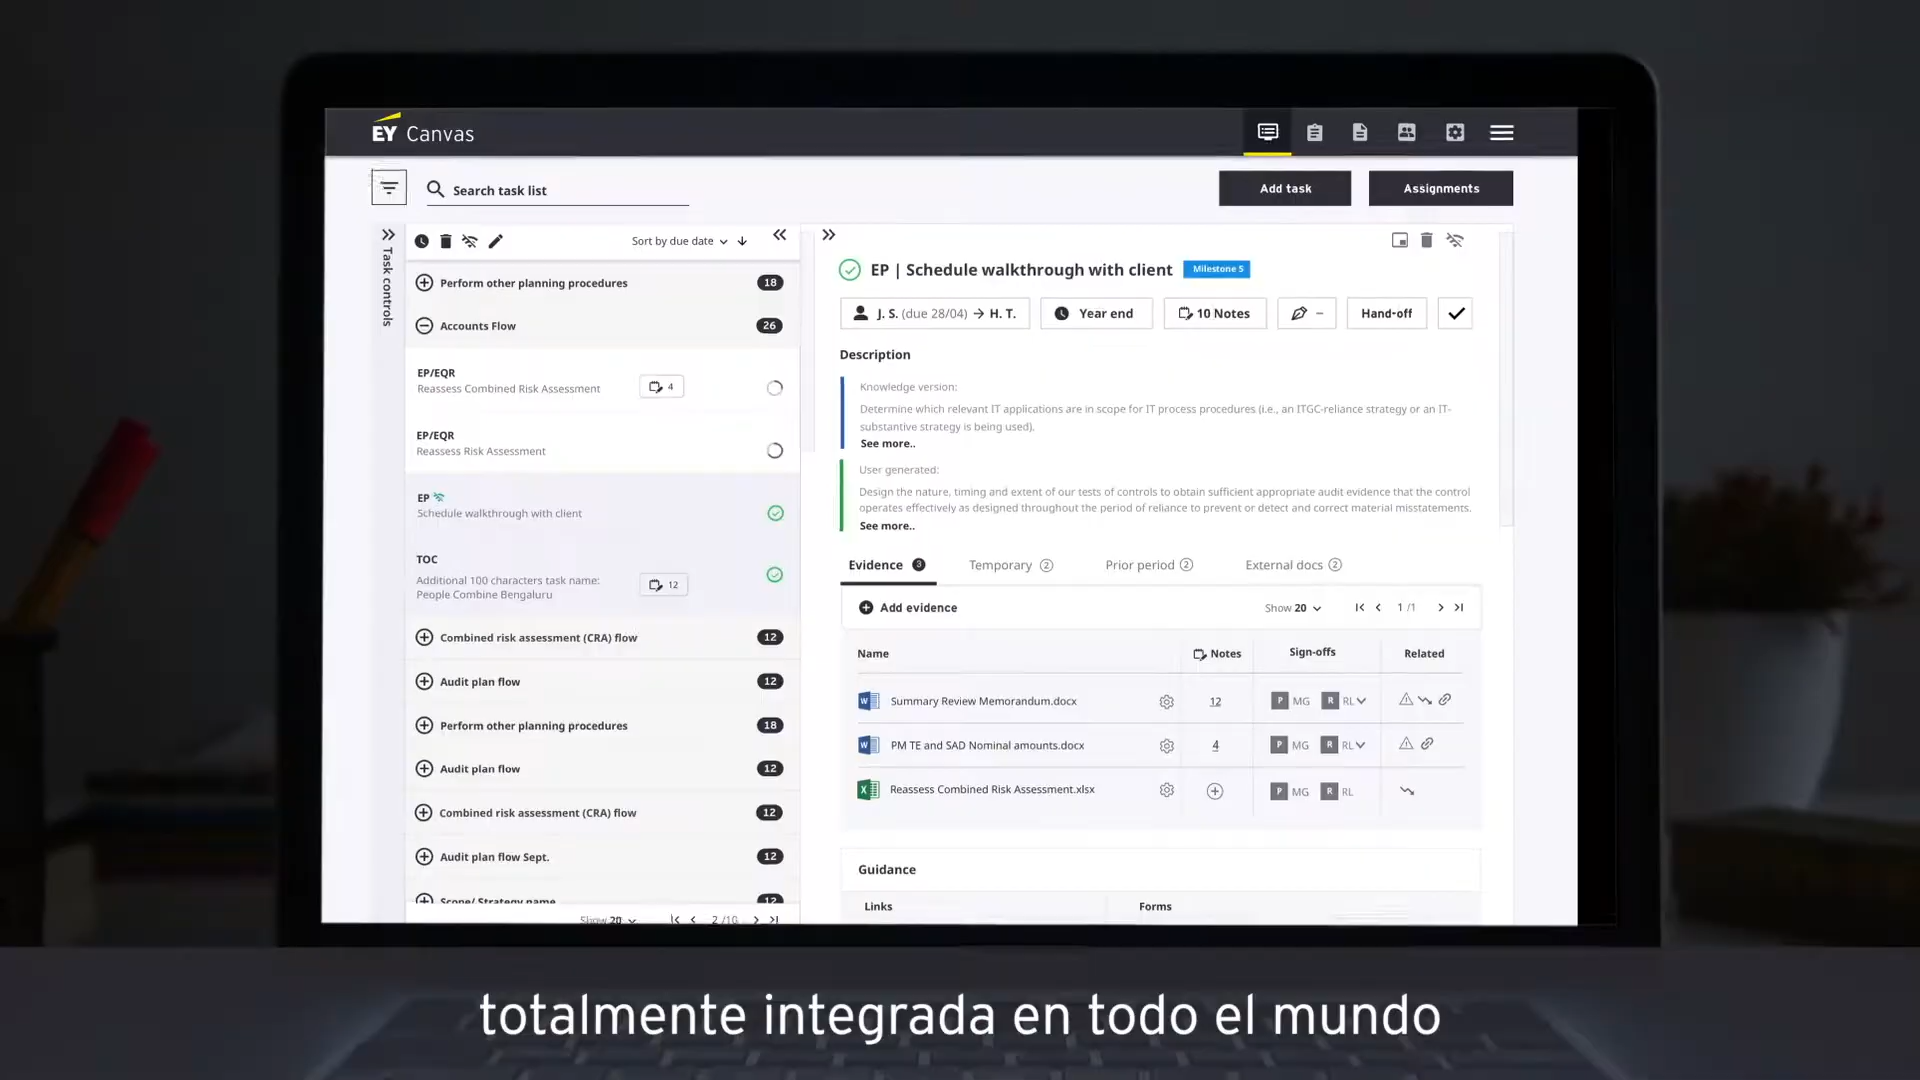 EY Canvas
Search task list
Add task
Assignments
Task controls
Sort by due date
Perform other planning procedures 18
Accounts Flow 26
EP/EQR
Reassess Combined Risk Assessment 4
EP/EQR
Reassess Risk Assessment
EP
Schedule walkthrough with client
TOC
Additional 100 characters task name:
People Combine Bengaluru 12
Combined risk assessment (CRA) flow 12
Audit plan flow 12
Perform other planning procedures 18
Audit plan flow 12
Combined risk assessment (CRA) flow 12
Audit plan flow Sept. 12
Scope/ Strategy name 12
Show 20 2 /10
EP | Schedule walkthrough with client Milestone 5
J. S. (due 28/04) → H. T.
Year end
10 Notes
–
Hand-off
Description
Knowledge version:
Determine which relevant IT applications are in scope for IT process procedures (i.e., an ITGC-reliance strategy or an IT-
substantive strategy is being used).
See more..
User generated:
Design the nature, timing and extent of our tests of controls to obtain sufficient appropriate audit evidence that the control
operates effectively as designed throughout the period of reliance to prevent or detect and correct material misstatements.
See more..
Evidence 3 Temporary 2 Prior period 2 External docs 2
Add evidence Show 20 1 /1
Name Notes Sign-offs Related
Summary Review Memorandum.docx 12 P MG R RL
PM TE and SAD Nominal amounts.docx 4 P MG R RL
Reassess Combined Risk Assessment.xlsx P MG R RL
Guidance
Links Forms
totalmente integrada en todo el mundo